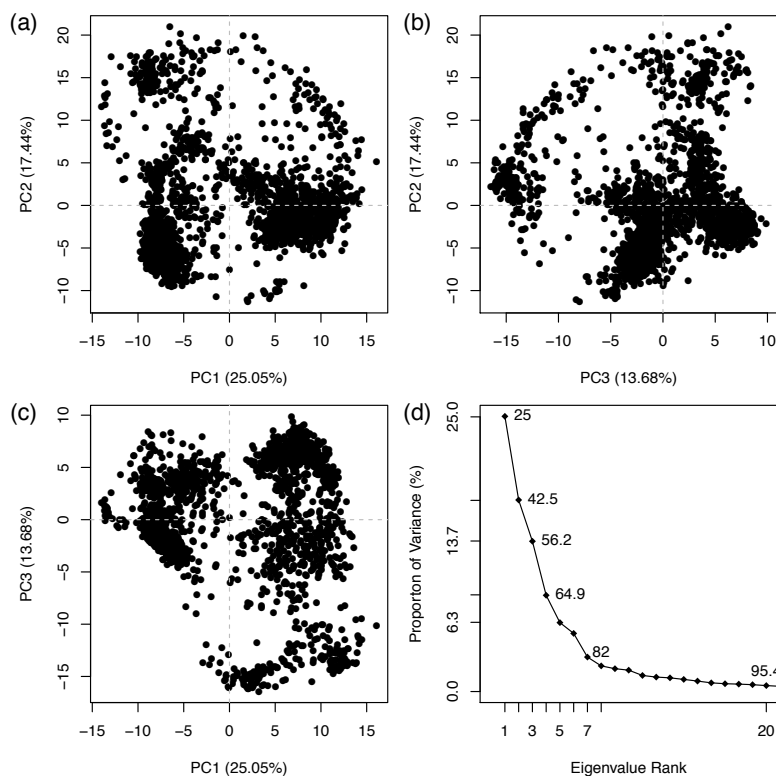 (a)
20
15
10
5
0
−5
−10
PC2 (17.44%)
−15 −10 −5 0 5 10 15
PC1 (25.05%)
(b)
20
15
10
5
0
−5
−10
PC2 (17.44%)
−15 −10 −5 0 5 10
PC3 (13.68%)
(c)
10
5
0
−5
−10
−15
PC3 (13.68%)
−15 −10 −5 0 5 10 15
PC1 (25.05%)
(d)
25.0
13.7
6.3
0.0
Proporton of Variance (%)
25
42.5
56.2
64.9
82
95.4
1 3 5 7 20
Eigenvalue Rank